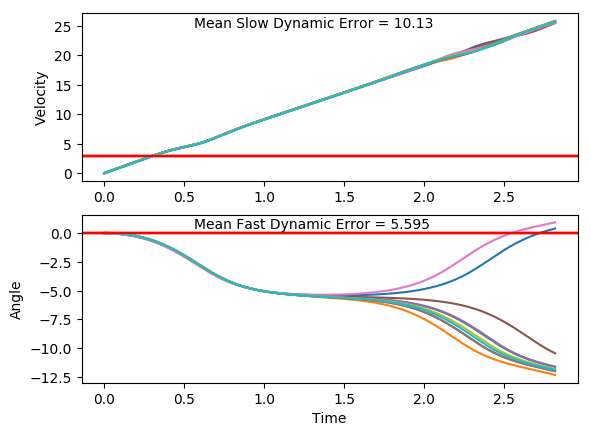 Mean Slow Dynamic Error = 10.13
25
20
15
10
5
0
Velocity
0.0 0.5 1.0 1.5 2.0 2.5
Mean Fast Dynamic Error = 5.595
0.0
−2.5
−5.0
−7.5
−10.0
−12.5
Angle
0.0 0.5 1.0 1.5 2.0 2.5
Time